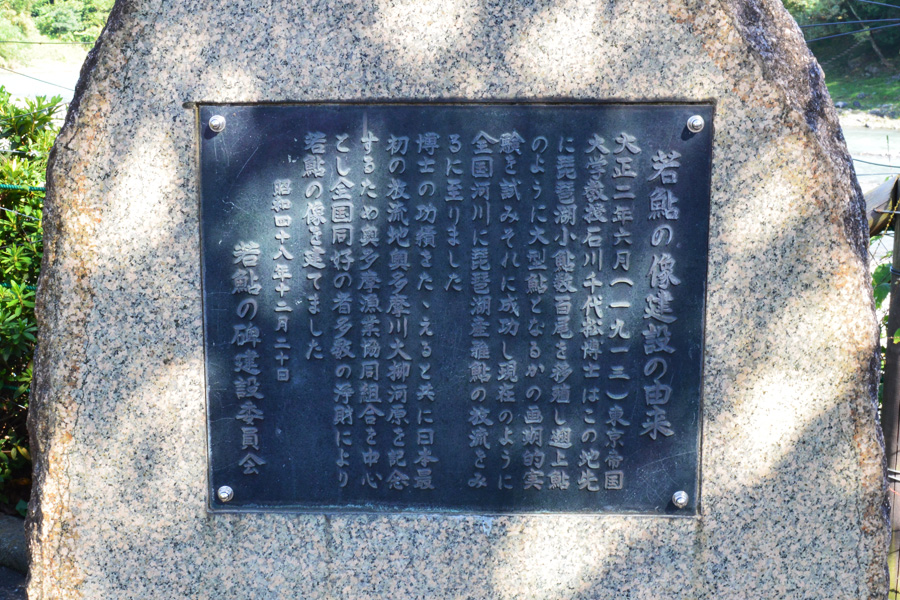 若鮎の像建設の由来
大正二年六月(一九一三)東京帝国
大学教授石川千代松博士はこの地先
に琵琶湖小鮎数百尾を移殖し遡上鮎
のように大型鮎となるかの画期的実
験を試みそれに成功し現在のように
全国河川に琵琶湖産稚鮎の放流をみ
るに至りました
博士の功績をたゝえると共に日本最
初の放流地奥多摩川大柳河原を記念
するため奥多摩漁業協同組合を中心
とし全国同好の者多数の浄財により
若鮎の像を建てました
昭和四十八年十二月二十日
若鮎の碑建設委員会